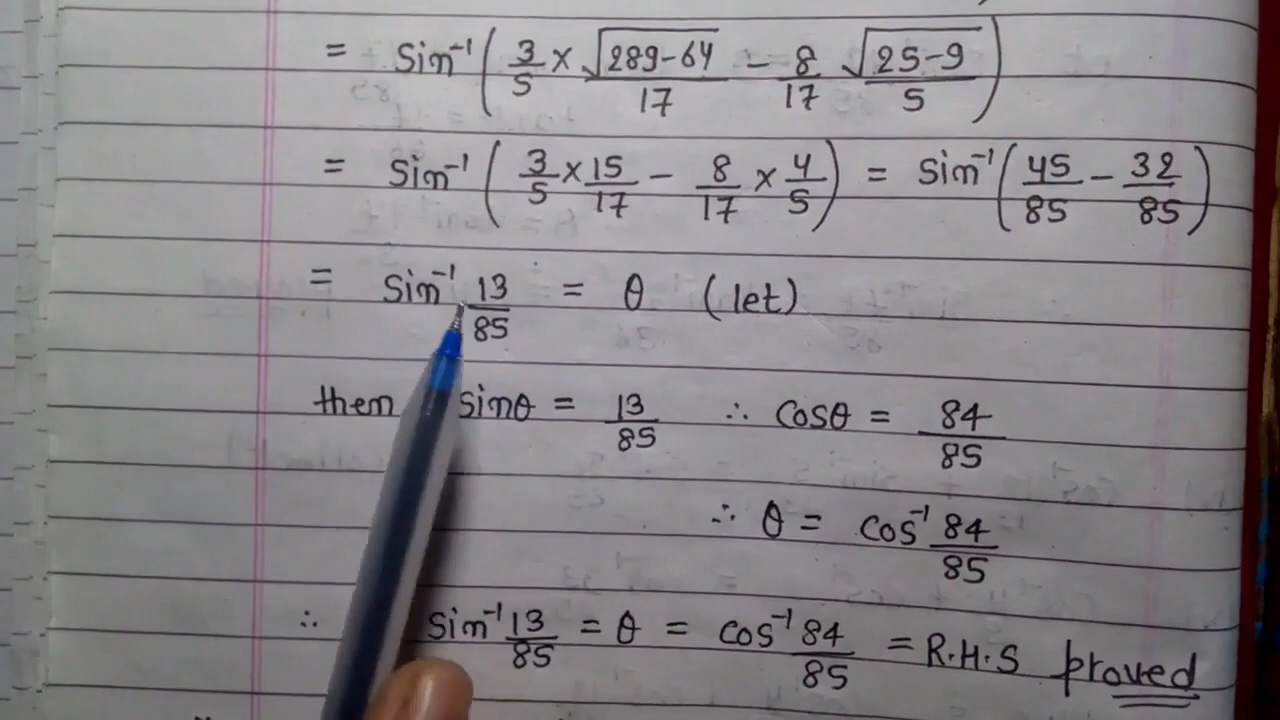 = Sin⁻¹ ( 3/5 × √(289-64)/17 - 8/17 √(25-9)/5 )
= Sin⁻¹ ( 3/5 × 15/17 - 8/17 × 4/5 ) = Sin⁻¹ ( 45/85 - 32/85 )
= Sin⁻¹ 13/85 = θ (let)
then sinθ = 13/85 ∴ cosθ = 84/85
∴ θ = cos⁻¹ 84/85
∴ Sin⁻¹ 13/85 = θ = cos⁻¹ 84/85 = R.H.S proved